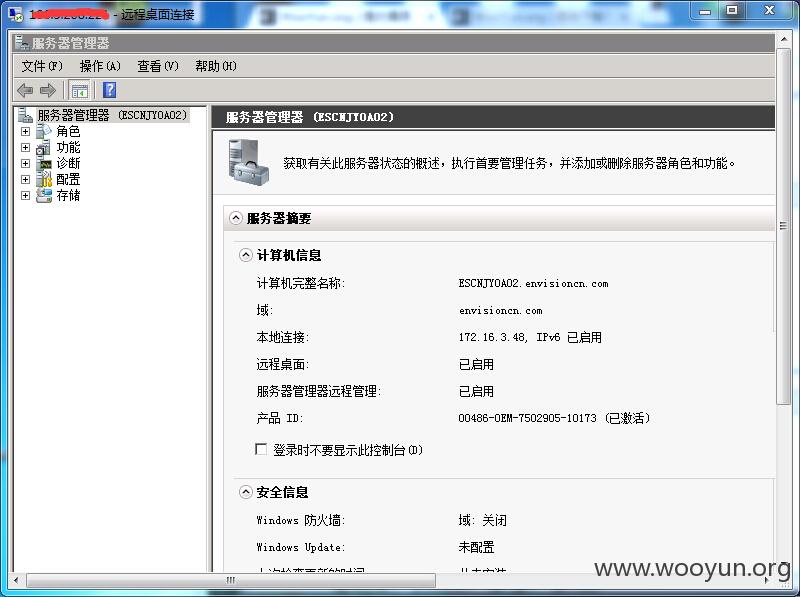 - 远程桌面连接
服务器管理器
文件(F) 操作(A) 查看(V) 帮助(H)
服务器管理器 (ESCNJYOA02)
角色
功能
诊断
配置
存储
服务器管理器 (ESCNJYOA02)
获取有关此服务器状态的概述，执行首要管理任务，并添加或删除服务器角色和功能。
服务器摘要
计算机信息
计算机完整名称: ESCNJYOA02.envisioncn.com
域: envisioncn.com
本地连接: 172.16.3.48, IPv6 已启用
远程桌面: 已启用
服务器管理器远程管理: 已启用
产品 ID: 00486-OEM-7502905-10173 (已激活)
登录时不要显示此控制台(D)
安全信息
Windows 防火墙: 域: 关闭
Windows Update: 未配置
www.wooyun.org